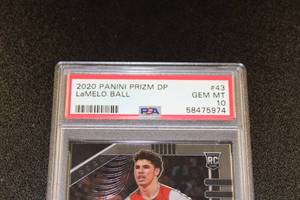 2020 PANINI PRIZM DP #43
LaMELO BALL GEM MT
10
PSA 58475974
RC